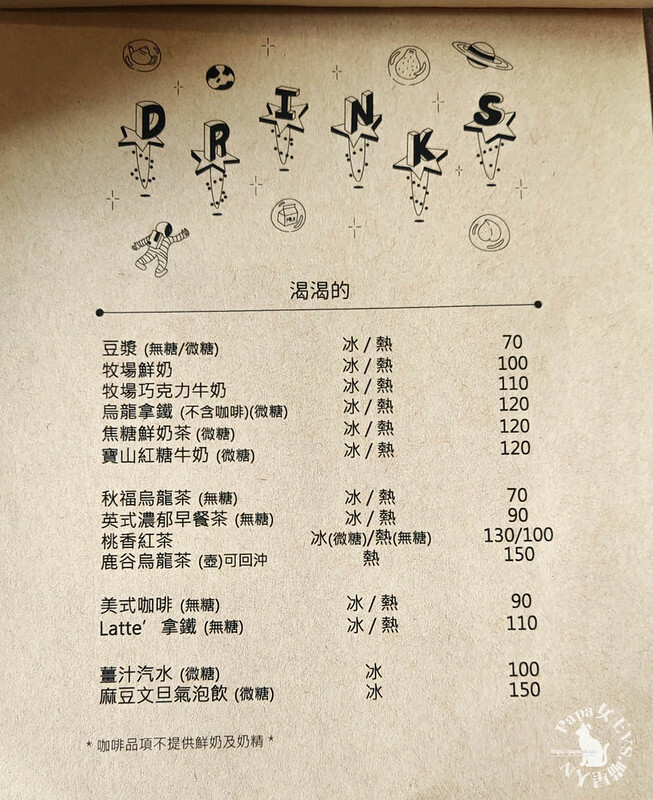 DRINKS
MILK
渴渴的
豆漿 (無糖/微糖) 冰 / 熱 70
牧場鮮奶 冰 / 熱 100
牧場巧克力牛奶 冰 / 熱 110
烏龍拿鐵 (不含咖啡)(微糖) 冰 / 熱 120
焦糖鮮奶茶 (微糖) 冰 / 熱 120
寶山紅糖牛奶 (微糖) 冰 / 熱 120
秋福烏龍茶 (無糖) 冰 / 熱 70
英式濃郁早餐茶 (無糖) 冰 / 熱 90
桃香紅茶 冰(微糖)/熱(無糖) 130/100
鹿谷烏龍茶 (壺)可回沖 熱 150
美式咖啡 (無糖) 冰 / 熱 90
Latte’ 拿鐵 (無糖) 冰 / 熱 110
薑汁汽水 (微糖) 冰 100
麻豆文旦氣泡飲 (微糖) 冰 150
* 咖啡品項不提供鮮奶及奶精 *